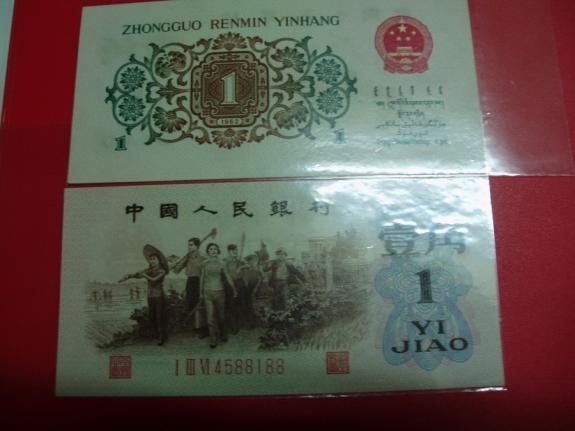 ZHONGGUO RENMIN YINHANG
1
1962
1
1
中國人民銀行
壹角
1
YI
JIAO
I III VI 4588188